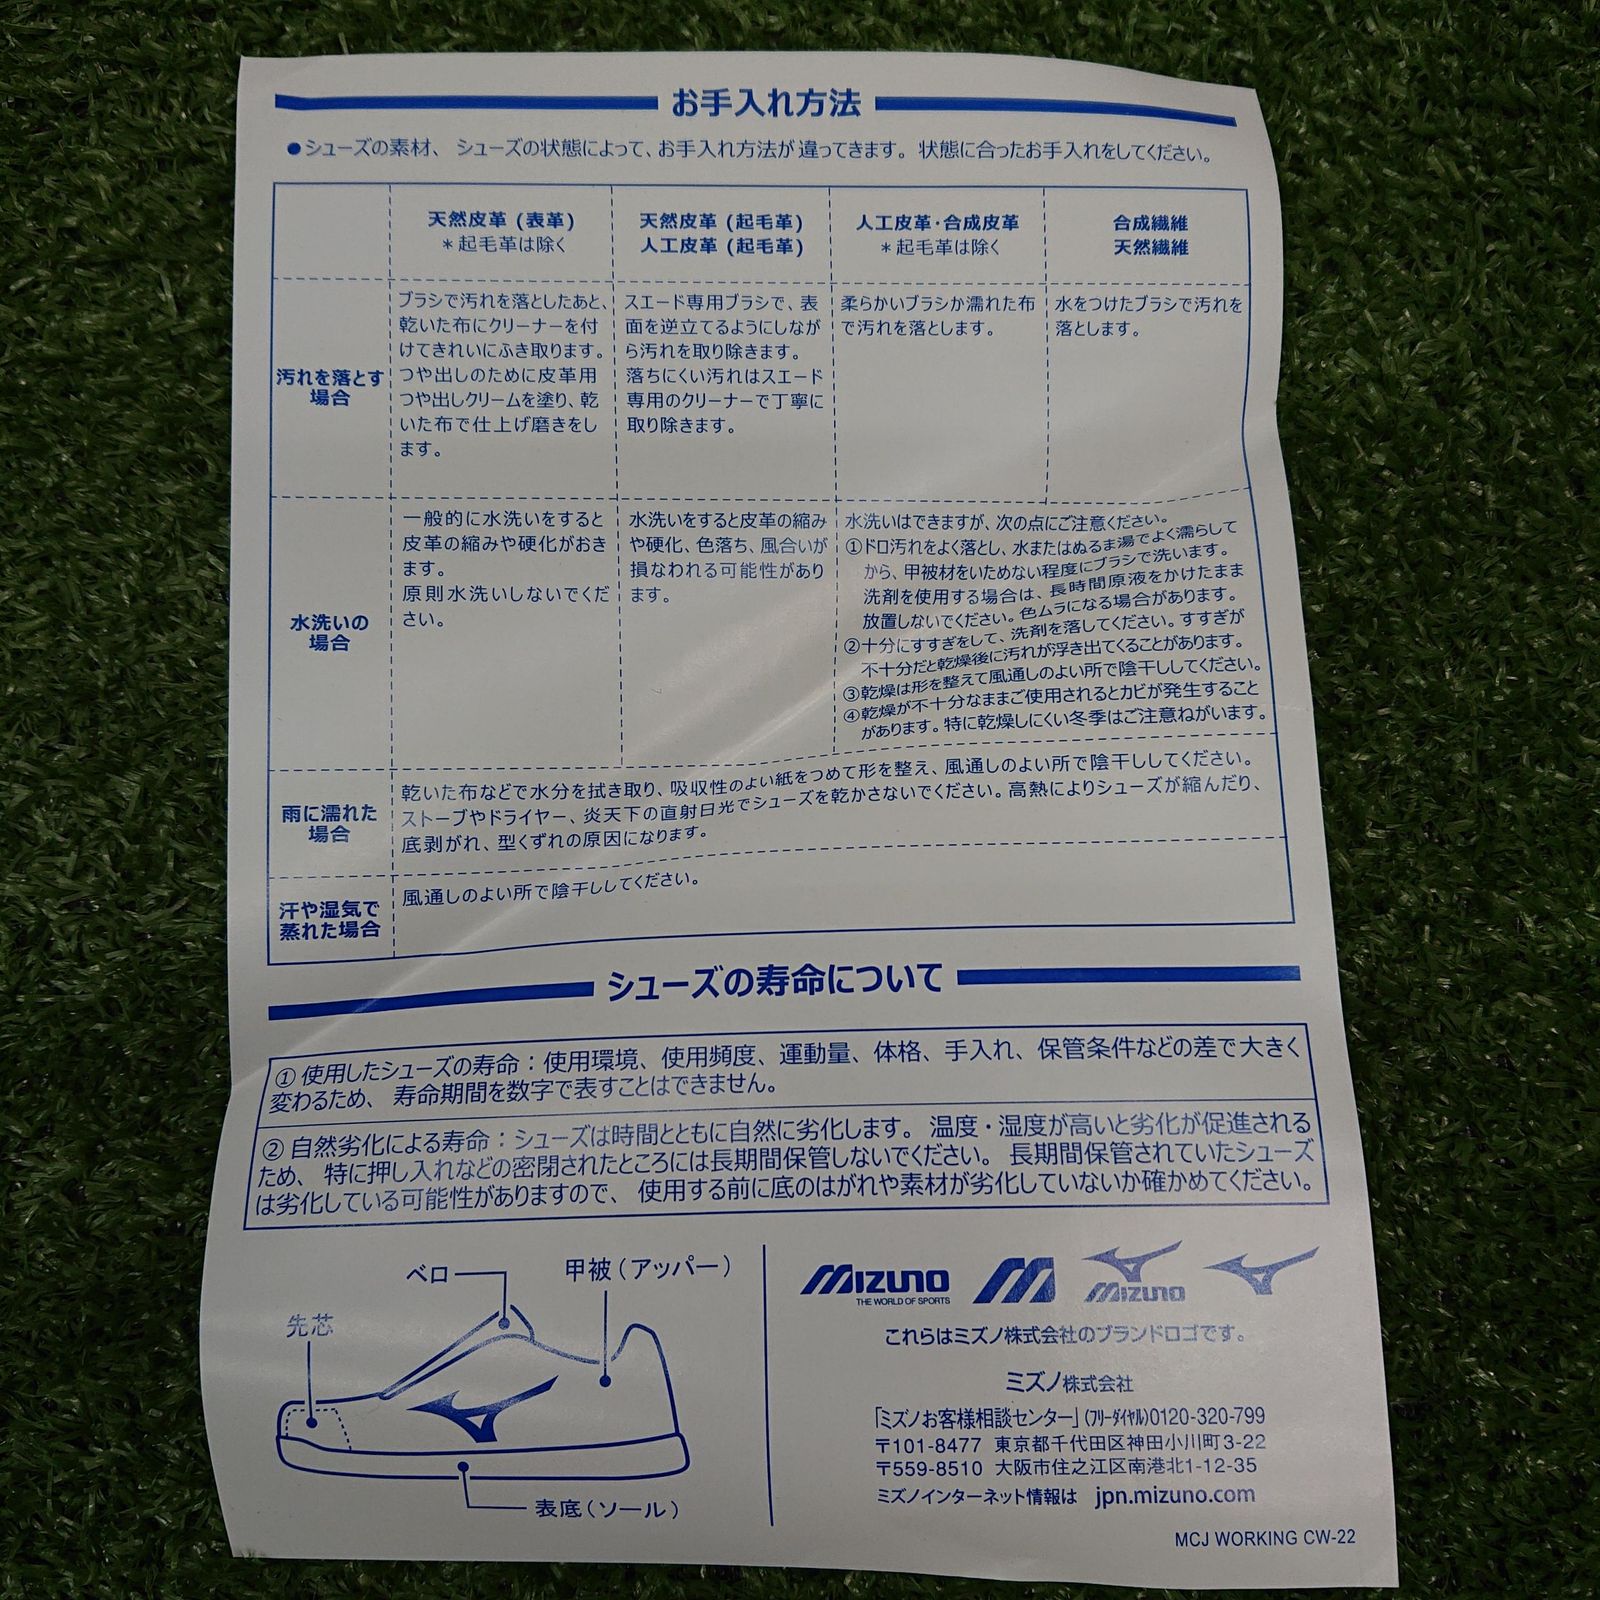 お手入れ方法
●シューズの素材、シューズの状態によって、お手入れ方法が違ってきます。状態に合ったお手入れをしてください。
天然皮革(表革)
＊起毛革は除く
天然皮革(起毛革)
人工皮革(起毛革)
人工皮革・合成皮革
＊起毛革は除く
合成繊維
天然繊維
汚れを落とす
場合
ブラシで汚れを落としたあと、
乾いた布にクリーナーを付
けてきれいにふき取ります。
つや出しのために皮革用
つや出しクリームを塗り、乾
いた布で仕上げ磨きをし
ます。
スエード専用ブラシで、表
面を逆立てるようにしなが
ら汚れを取り除きます。
落ちにくい汚れはスエード
専用のクリーナーで丁寧に
取り除きます。
柔らかいブラシか濡れた布
で汚れを落とします。
水をつけたブラシで汚れを
落とします。
水洗いの
場合
一般的に水洗いをすると
皮革の縮みや硬化がおき
ます。
原則水洗いしないでくだ
さい。
水洗いをすると皮革の縮み
や硬化、色落ち、風合いが
損なわれる可能性があり
ます。
水洗いはできますが、次の点にご注意ください。
①ドロ汚れをよく落とし、水またはぬるま湯でよく濡らして
から、甲被材をいためない程度にブラシで洗います。
洗剤を使用する場合は、長時間原液をかけたまま
放置しないでください。色ムラになる場合があります。
②十分にすすぎをして、洗剤を落してください。すすぎが
不十分だと乾燥後に汚れが浮き出てくることがあります。
③乾燥は形を整えて風通しのよい所で陰干ししてください。
④乾燥が不十分なままご使用されるとカビが発生すること
があります。特に乾燥しにくい冬季はご注意ねがいます。
雨に濡れた
場合
乾いた布などで水分を拭き取り、吸収性のよい紙をつめて形を整え、風通しのよい所で陰干ししてください。
ストーブやドライヤー、炎天下の直射日光でシューズを乾かさないでください。高熱によりシューズが縮んだり、
底剥がれ、型くずれの原因になります。
汗や湿気で
蒸れた場合
風通しのよい所で陰干ししてください。
シューズの寿命について
① 使用したシューズの寿命：使用環境、使用頻度、運動量、体格、手入れ、保管条件などの差で大きく
変わるため、寿命期間を数字で表すことはできません。
② 自然劣化による寿命：シューズは時間とともに自然に劣化します。温度・湿度が高いと劣化が促進される
ため、特に押し入れなどの密閉されたところには長期間保管しないでください。長期間保管されていたシューズ
は劣化している可能性がありますので、使用する前に底のはがれや素材が劣化していないか確かめてください。
ベロ
甲被(アッパー)
先芯
表底(ソール)
MIZUNO
THE WORLD OF SPORTS
MIZUNO
これらはミズノ株式会社のブランドロゴです。
ミズノ株式会社
「ミズノお客様相談センター」(フリーダイヤル)0120-320-799
〒101-8477 東京都千代田区神田小川町3-22
〒559-8510 大阪市住之江区南港北1-12-35
ミズノインターネット情報は jpn.mizuno.com
MCJ WORKING CW-22